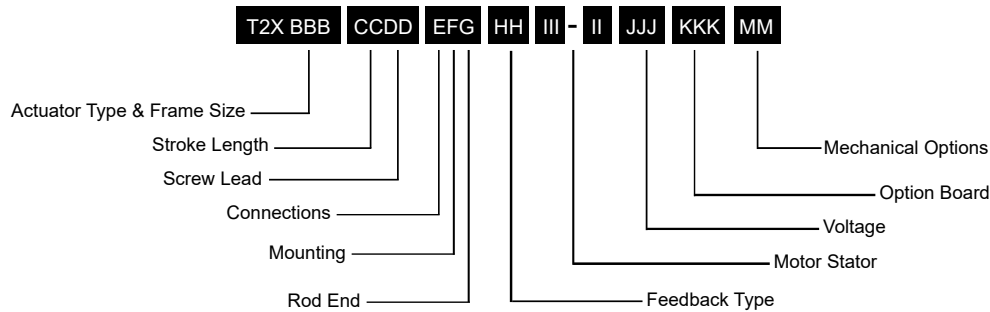 T2X BBB CCDD EFG HH III - II JJJ KKK MM
Actuator Type & Frame Size
Stroke Length
Mechanical Options
Screw Lead
Option Board
Connections
Voltage
Mounting
Motor Stator
Rod End
Feedback Type